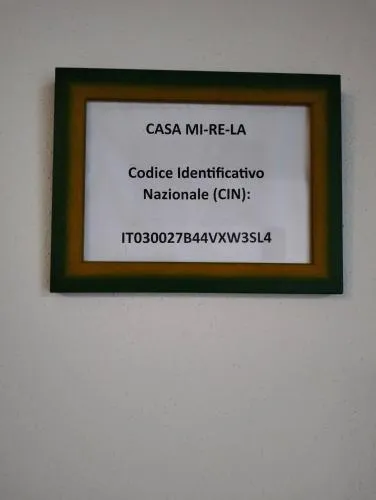 CASA MI-RE-LA
Codice Identificativo
Nazionale (CIN):
IT030027B44VXW3SL4